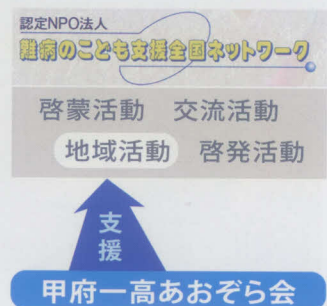 認定NPO法人
難病のこども支援全国ネットワーク
啓蒙活動 交流活動
地域活動 啓発活動
支援
甲府一高あおぞら会